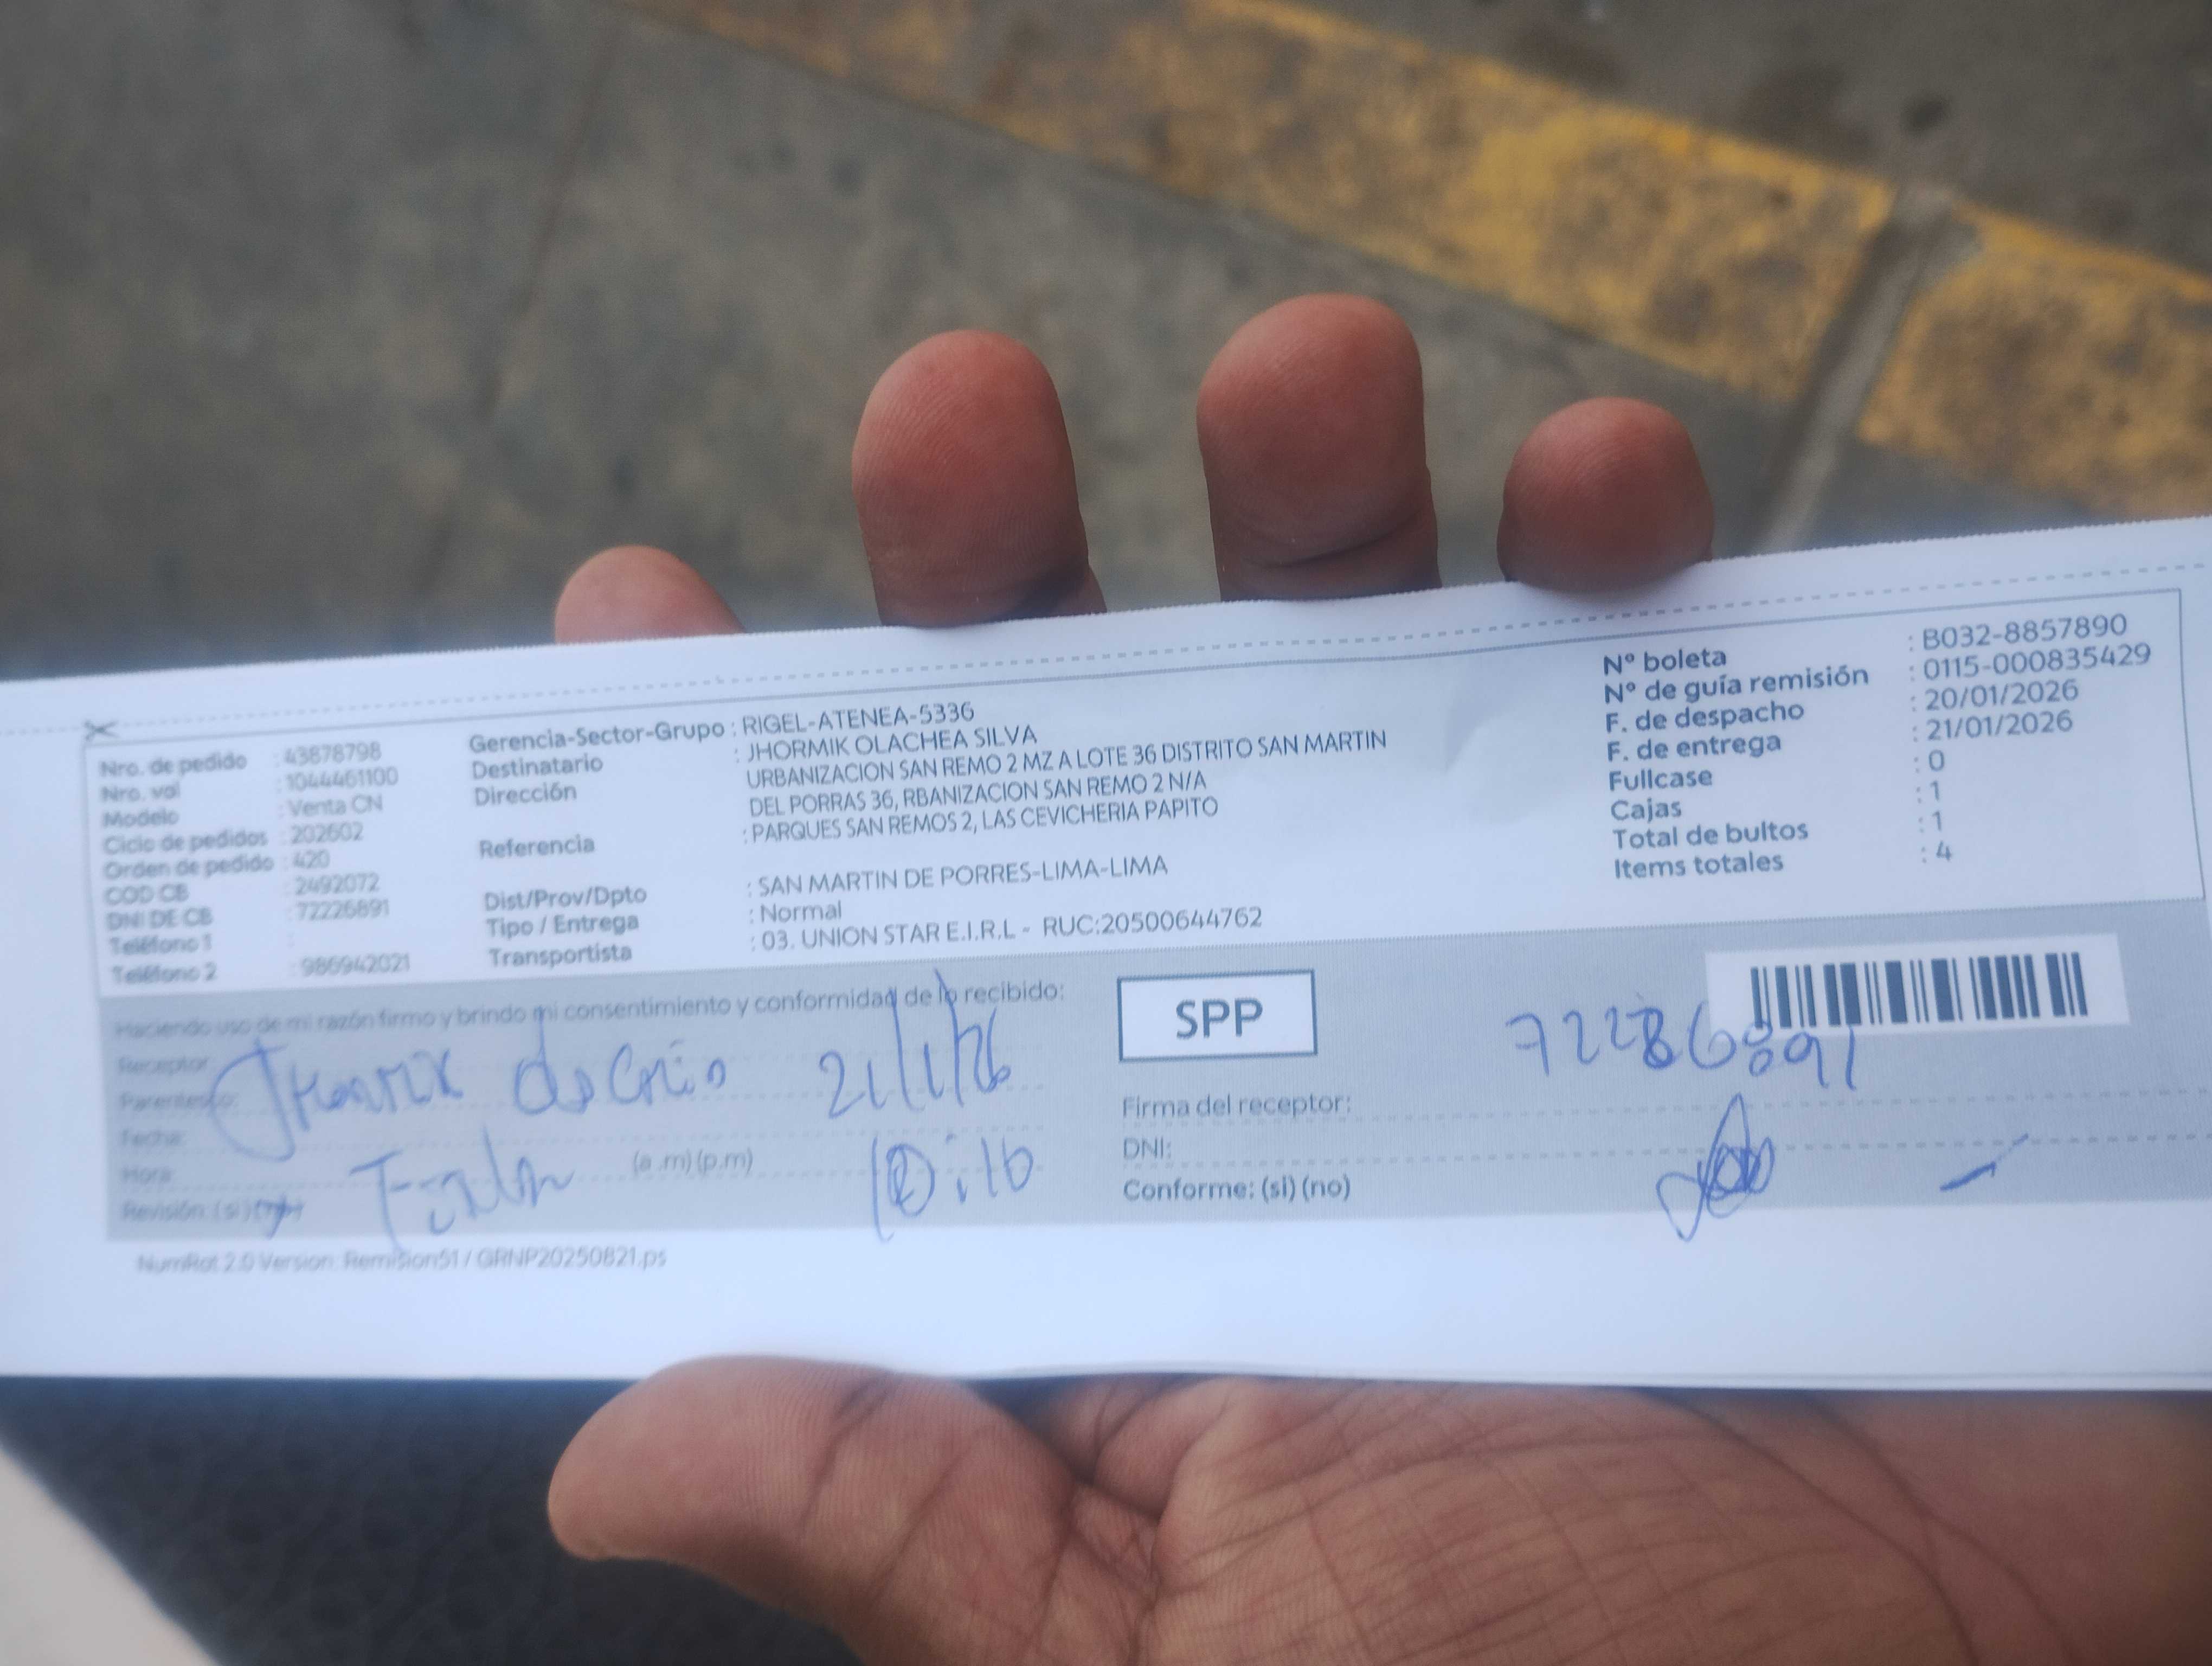 Nro. de pedido : 43878798
Nro. val : 1044461100
Modelo : Venta CN
Ciclo de pedidos : 202602
Orden de pedido : 420
COD CB : 2492072
DNI DE CB : 72226891
Teléfono 1 :
Teléfono 2 : 986942021
Gerencia-Sector-Grupo : RIGEL-ATENEA-5336
Destinatario : JHORMIK OLACHEA SILVA
Dirección URBANIZACION SAN REMO 2 MZ A LOTE 36 DISTRITO SAN MARTIN
DEL PORRAS 36, RBANIZACION SAN REMO 2 N/A
Referencia : PARQUES SAN REMOS 2, LAS CEVICHERIA PAPITO
Dist/Prov/Dpto : SAN MARTIN DE PORRES-LIMA-LIMA
Tipo / Entrega : Normal
Transportista : 03. UNION STAR E.I.R.L - RUC:20500644762
Nº boleta : B032-8857890
Nº de guía remisión : 0115-000835429
F. de despacho : 20/01/2026
F. de entrega : 21/01/2026
Fullcase : 0
Cajas : 1
Total de bultos : 1
Items totales : 4
Haciendo uso de mi razón firmo y brindo mi consentimiento y conformidad de lo recibido:
Receptor:
Parentesco: 21/1/26
Fecha:
Hora: (a .m) (p.m) 10:10
Revisión: (si) (no)
SPP
Firma del receptor:
DNI:
Conforme: (si) (no)
NumRot 2.0 Version: Remision51 / GRNP20250821.ps